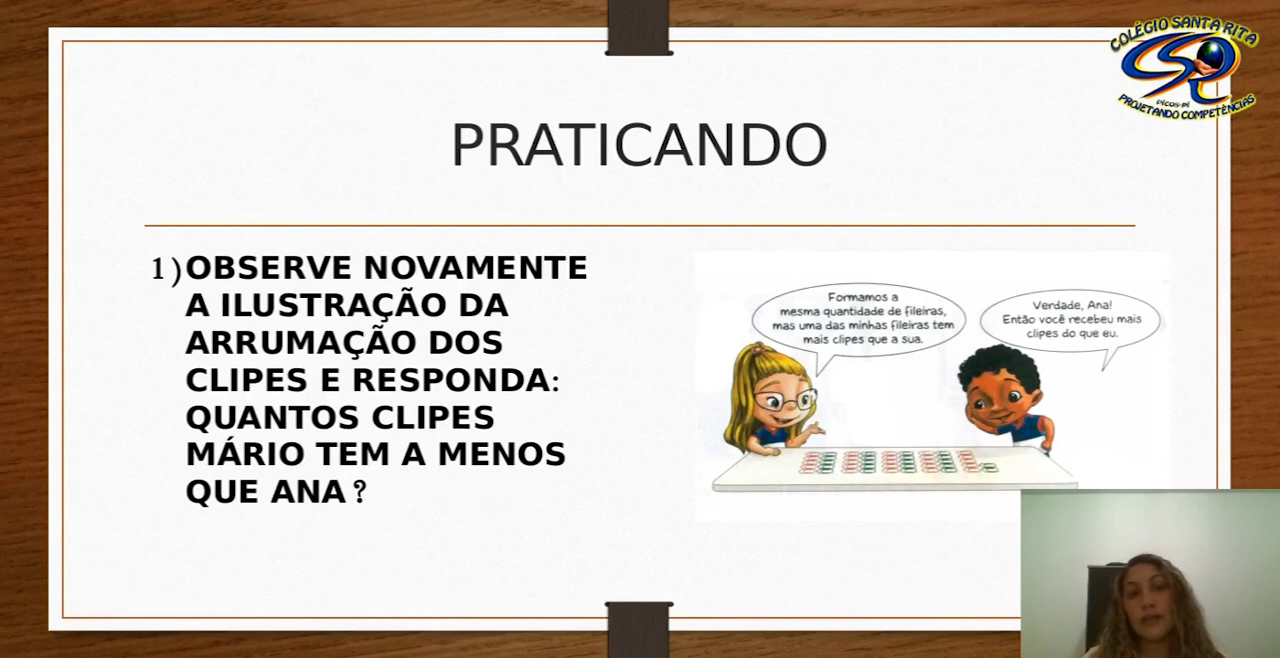 COLÉGIO SANTA RITA
PICOS-PI
PROJETANDO COMPETÊNCIAS
PRATICANDO
1) OBSERVE NOVAMENTE
A ILUSTRAÇÃO DA
ARRUMAÇÃO DOS
CLIPES E RESPONDA:
QUANTOS CLIPES
MÁRIO TEM A MENOS
QUE ANA?
Formamos a
mesma quantidade de fileiras,
mas uma das minhas fileiras tem
mais clipes que a sua.
Verdade, Ana!
Então você recebeu mais
clipes do que eu.